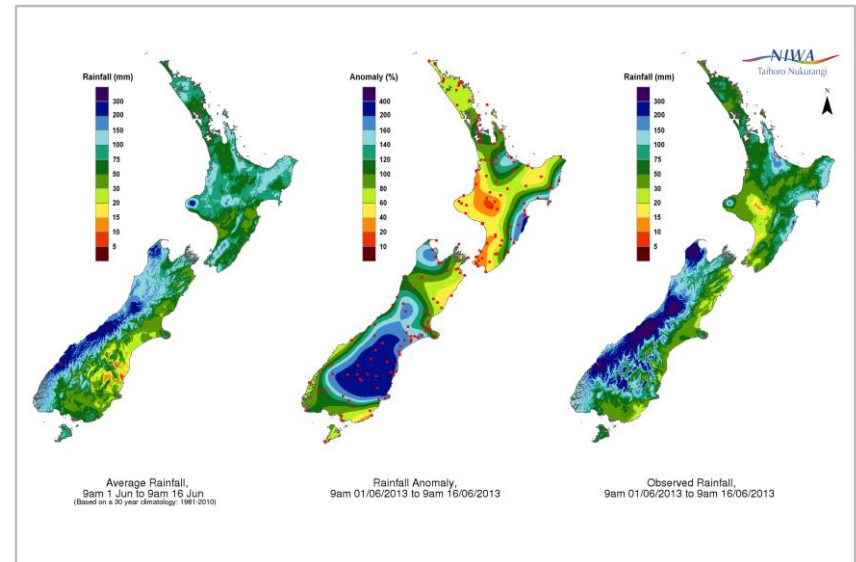 NIWA
Taihoro Nukurangi
N
Rainfall (mm)
300
200
150
100
75
50
30
20
15
10
5
Anomaly (%)
400
200
160
140
120
100
80
60
40
20
10
Rainfall (mm)
300
200
150
100
75
50
30
20
15
10
5
Average Rainfall,
9am 1 Jun to 9am 16 Jun
(Based on a 30 year climatology: 1981-2010)
Rainfall Anomaly,
9am 01/06/2013 to 9am 16/06/2013
Observed Rainfall,
9am 01/06/2013 to 9am 16/06/2013